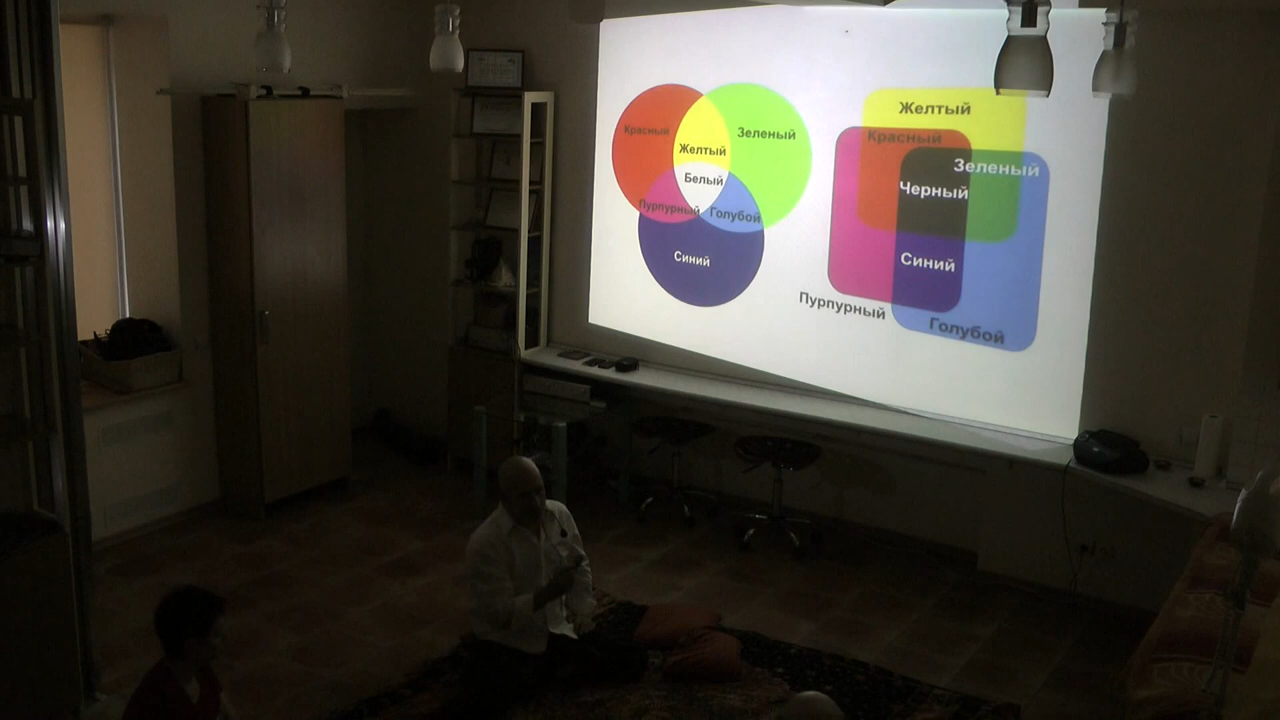 Красный
Зеленый
Желтый
Белый
Пурпурный
Голубой
Синий
Желтый
Красный
Зеленый
Черный
Синий
Пурпурный
Голубой